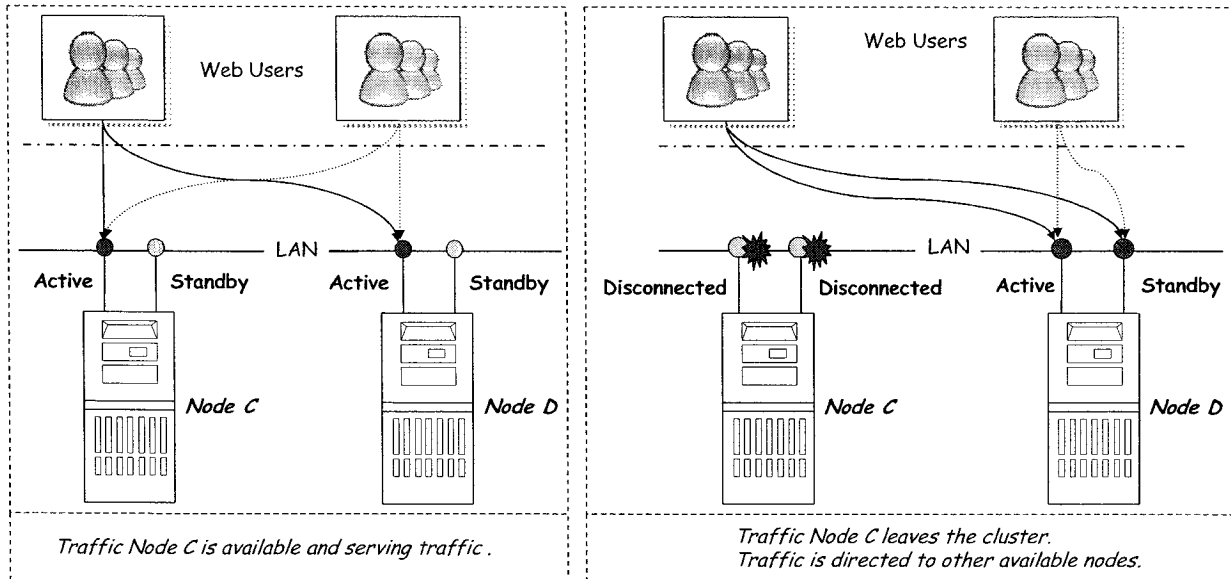 Web Users
LAN
Active
Standby
Active
Standby
Node C
Node D
Traffic Node C is available and serving traffic .
Web Users
LAN
Disconnected
Disconnected
Active
Standby
Node C
Node D
Traffic Node C leaves the cluster.
Traffic is directed to other available nodes.